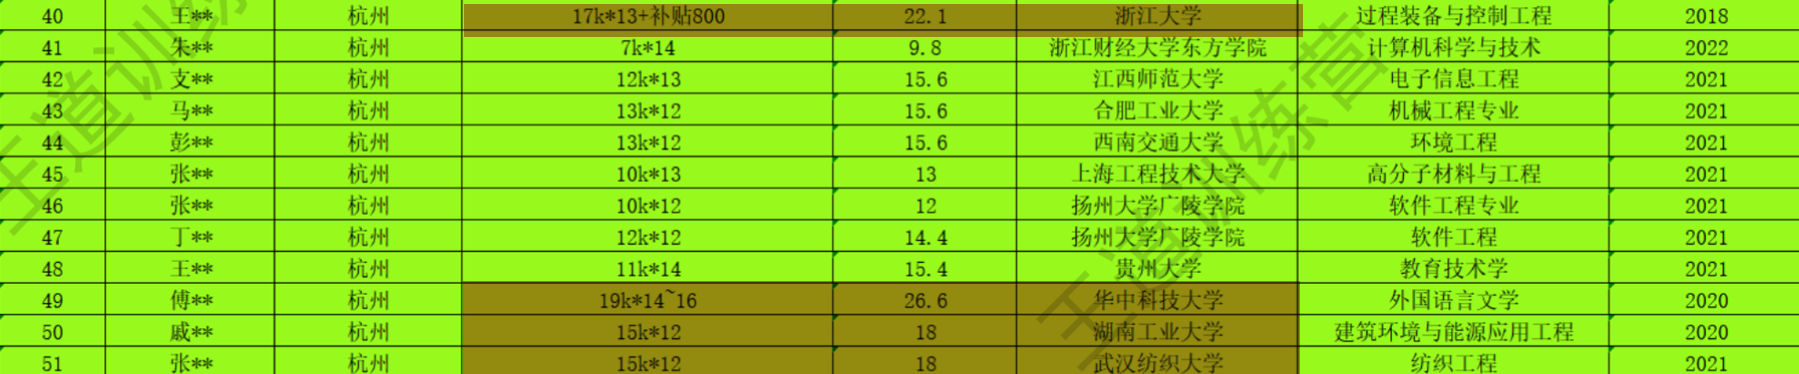 40 王** 杭州 17k*13+补贴800 22.1 浙江大学 过程装备与控制工程 2018
41 朱** 杭州 7k*14 9.8 浙江财经大学东方学院 计算机科学与技术 2022
42 支** 杭州 12k*13 15.6 江西师范大学 电子信息工程 2021
43 马** 杭州 13k*12 15.6 合肥工业大学 机械工程专业 2021
44 彭** 杭州 13k*12 15.6 西南交通大学 环境工程 2021
45 张** 杭州 10k*13 13 上海工程技术大学 高分子材料与工程 2021
46 张** 杭州 10k*12 12 扬州大学广陵学院 软件工程专业 2021
47 丁** 杭州 12k*12 14.4 扬州大学广陵学院 软件工程 2021
48 王** 杭州 11k*14 15.4 贵州大学 教育技术学 2021
49 傅** 杭州 19k*14~16 26.6 华中科技大学 外国语言文学 2020
50 戚** 杭州 15k*12 18 湖南工业大学 建筑环境与能源应用工程 2020
51 张** 杭州 15k*12 18 武汉纺织大学 纺织工程 2021
王道训练
王道训练营